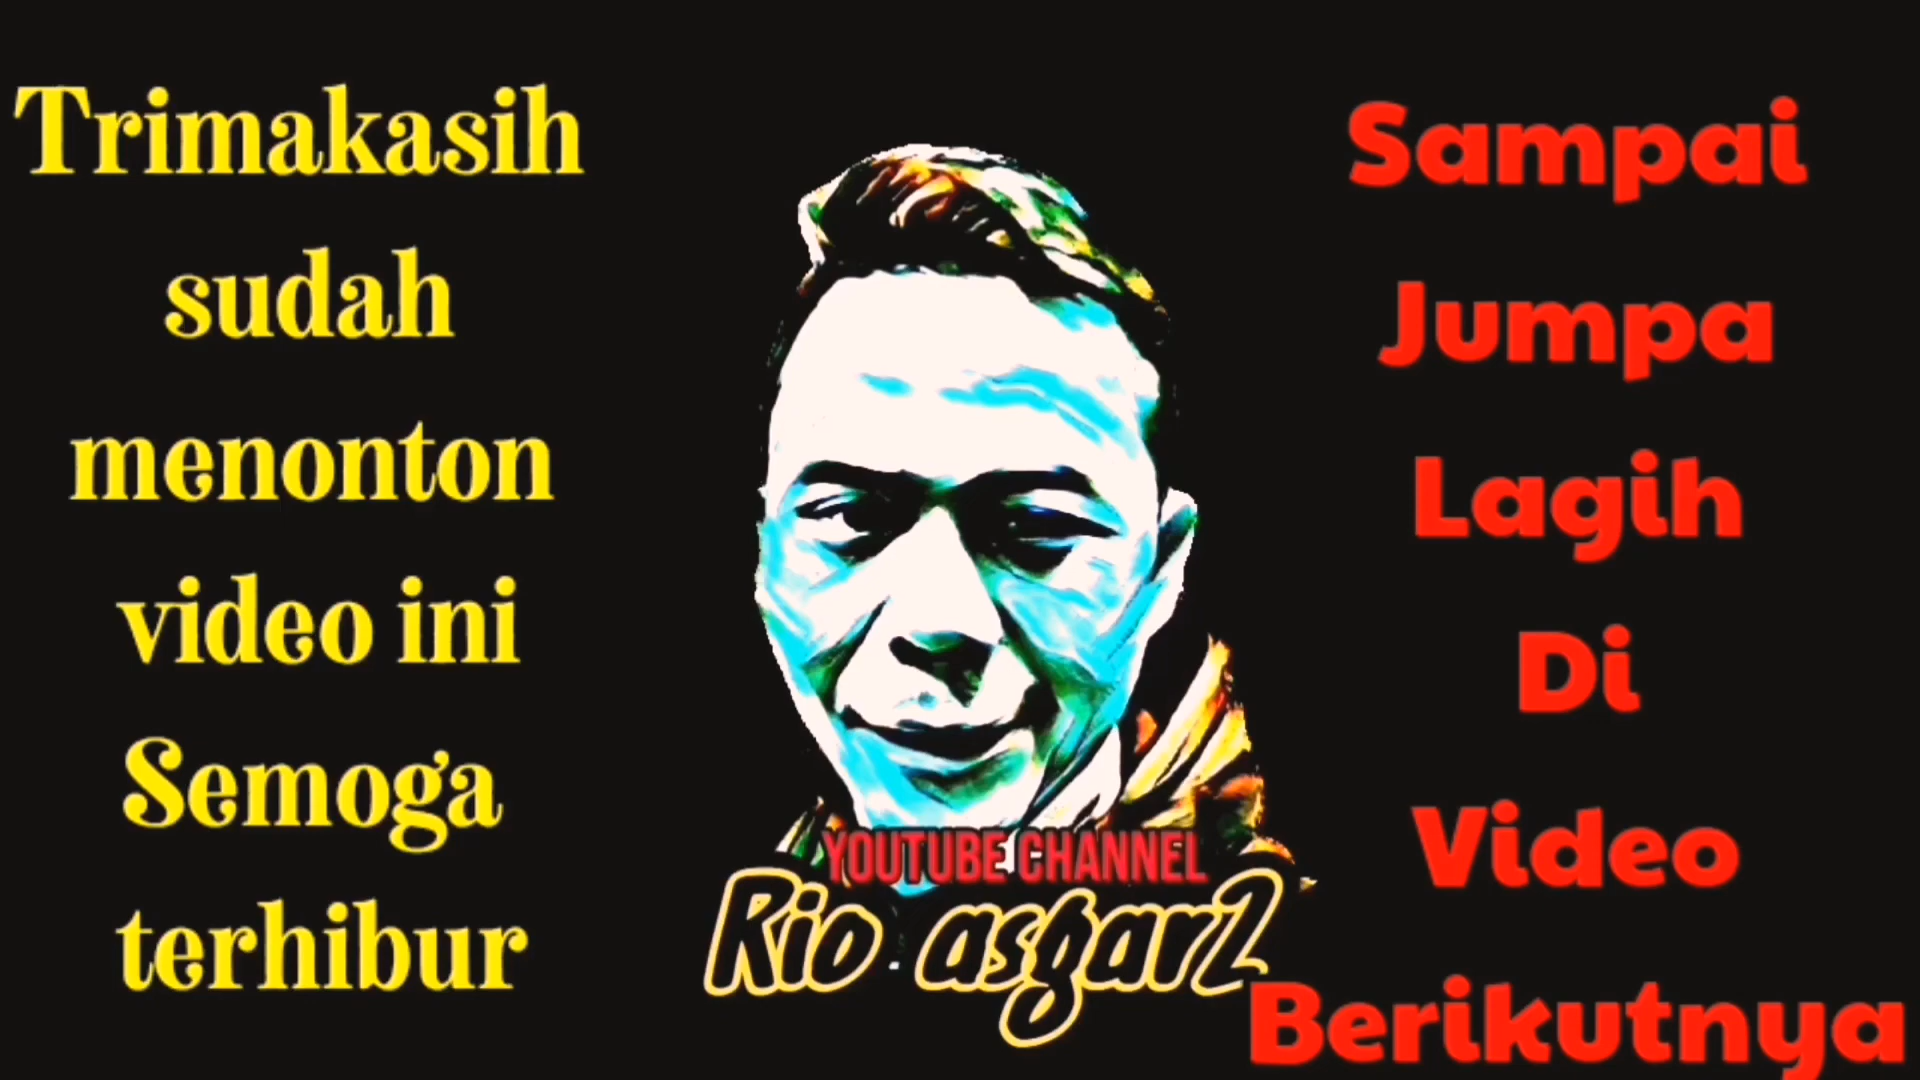 Trimakasih
sudah
menonton
video ini
Semoga
terhibur
YOUTUBE CHANNEL
Rio asgar2
Sampai
Jumpa
Lagih
Di
Video
Berikutnya